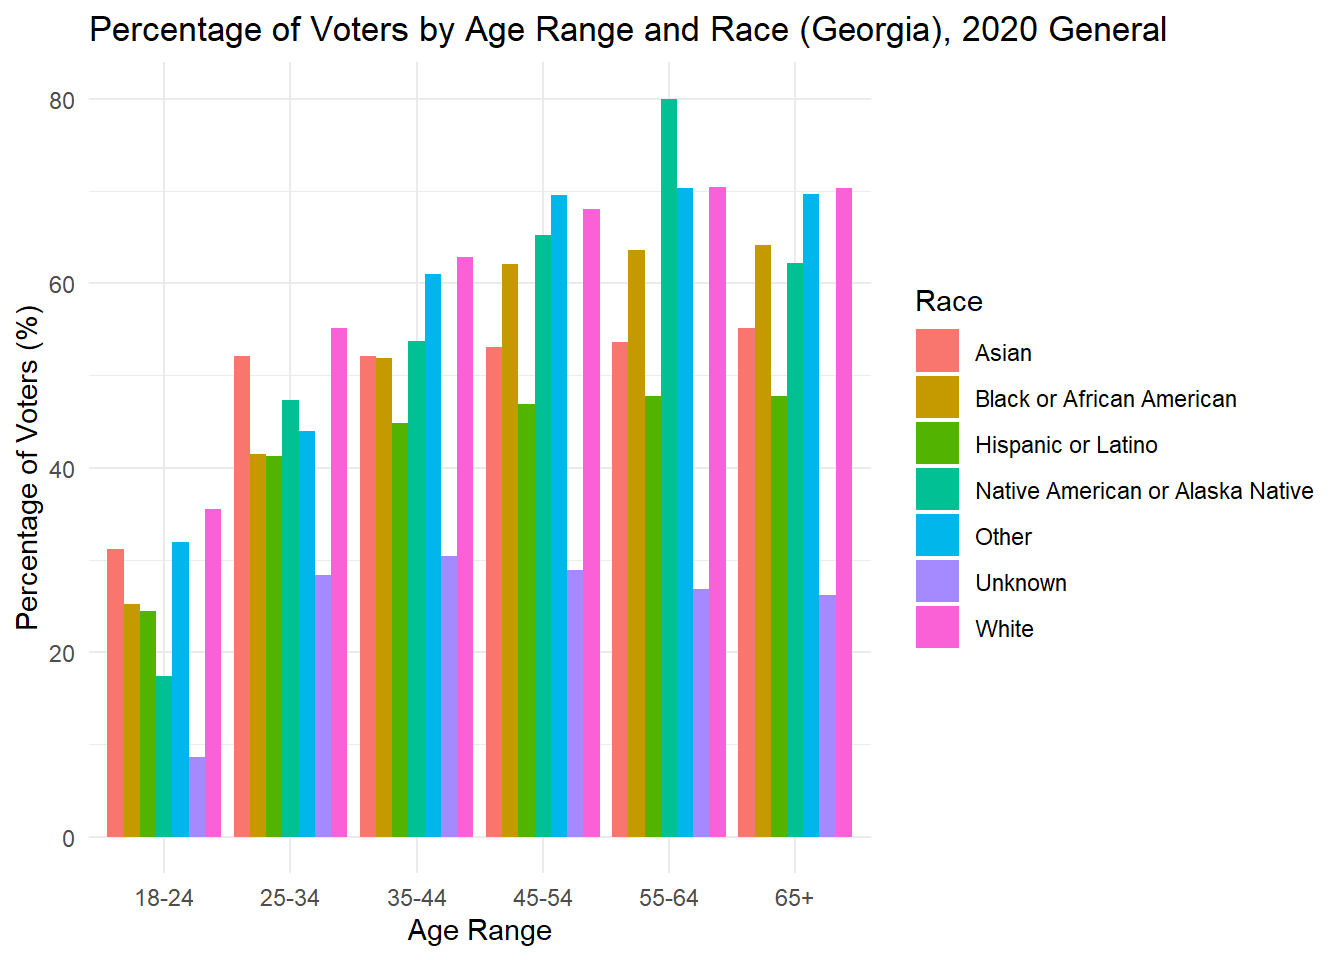 Percentage of Voters by Age Range and Race (Georgia), 2020 General
Percentage of Voters (%)
80
60
40
20
0
18-24
25-34
35-44
45-54
55-64
65+
Age Range
Race
Asian
Black or African American
Hispanic or Latino
Native American or Alaska Native
Other
Unknown
White